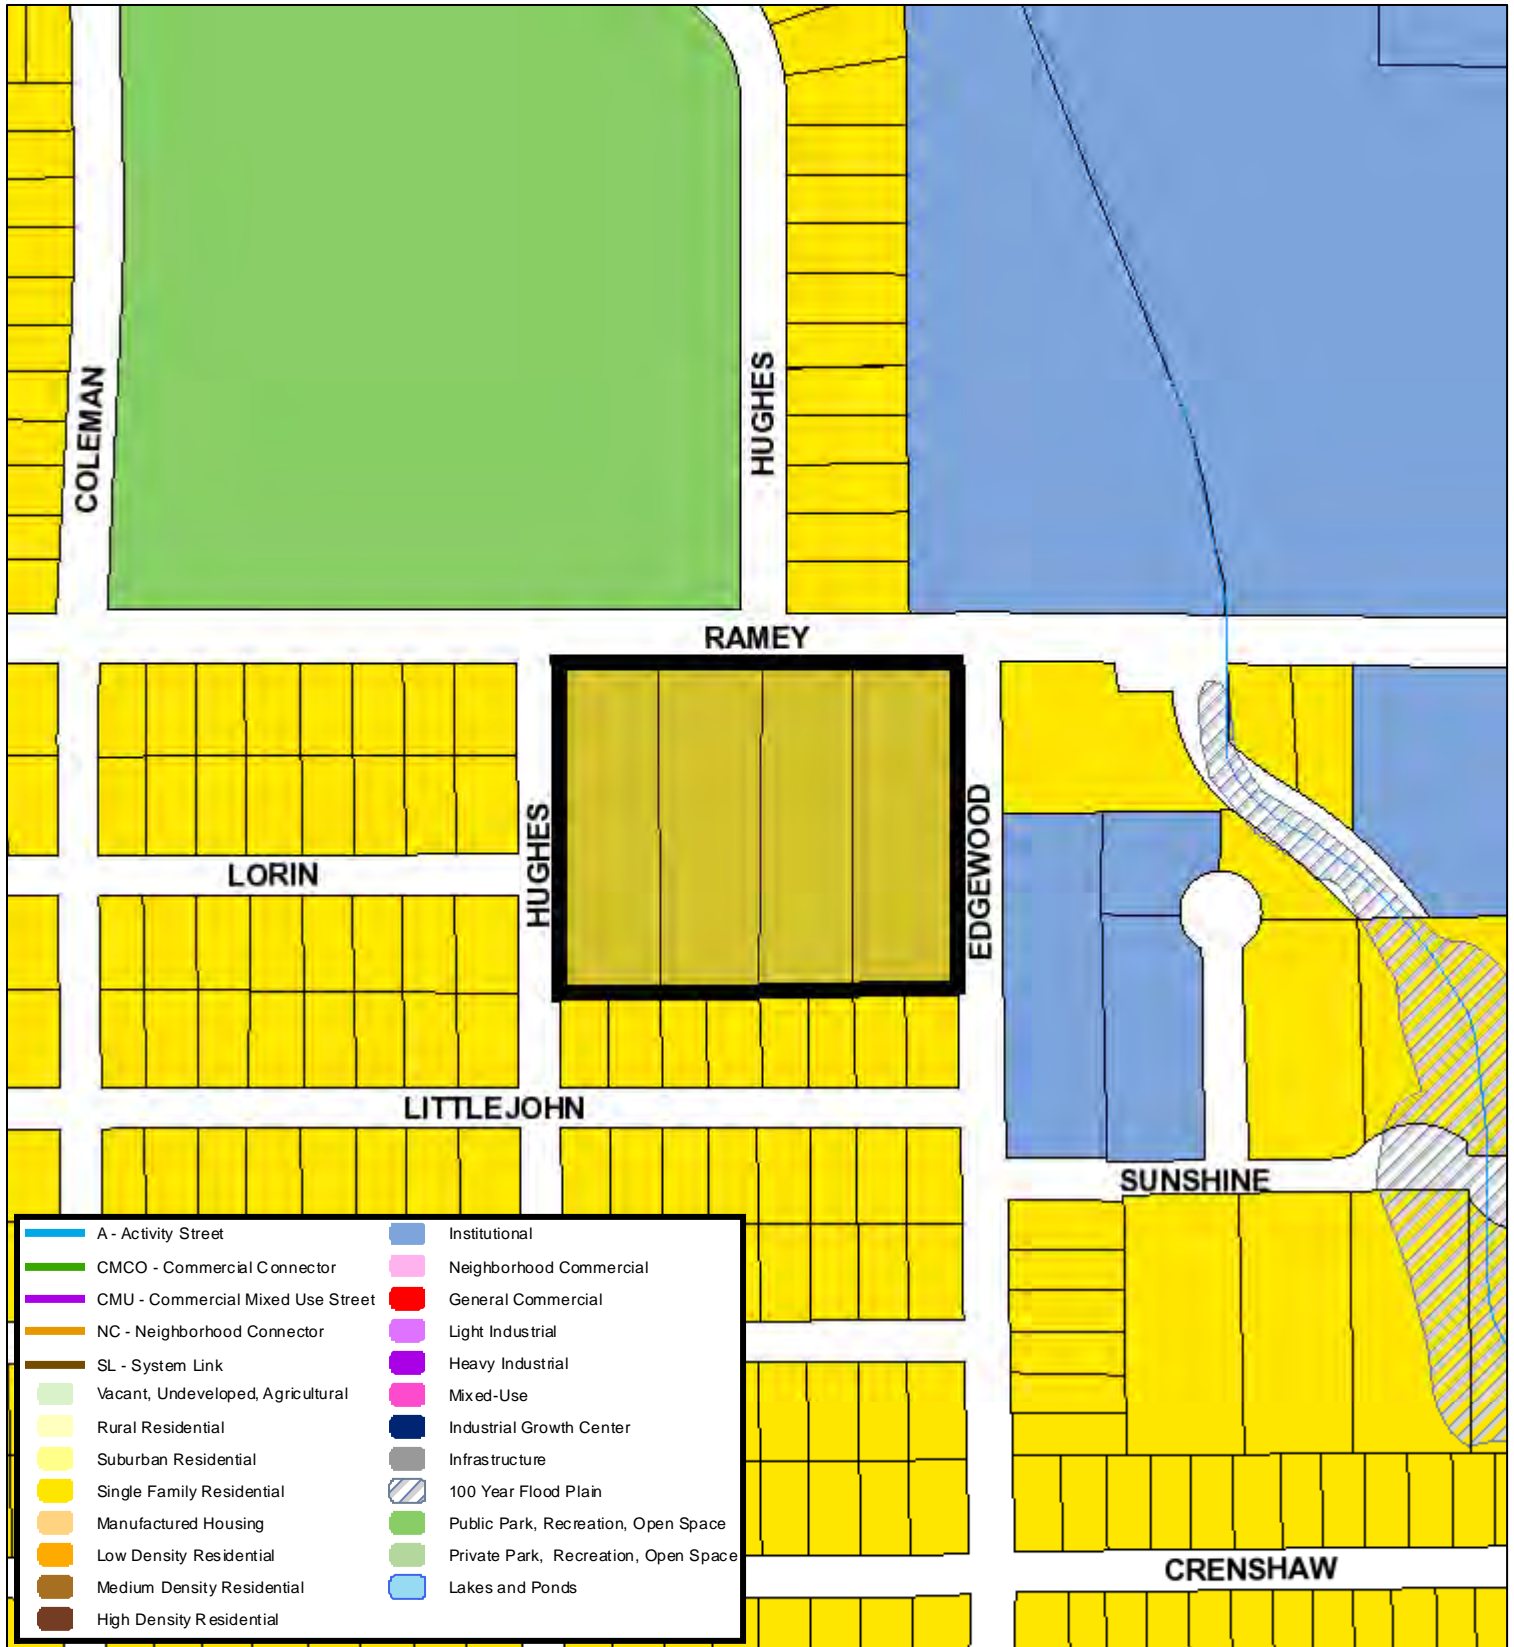 COLEMAN
HUGHES
RAMEY
HUGHES
LORIN
EDGEWOOD
LITTLEJOHN
SUNSHINE
CRENSHAW
A - Activity Street
CMCO - Commercial Connector
CMU - Commercial Mixed Use Street
NC - Neighborhood Connector
SL - System Link
Vacant, Undeveloped, Agricultural
Rural Residential
Suburban Residential
Single Family Residential
Manufactured Housing
Low Density Residential
Medium Density Residential
High Density Residential
Institutional
Neighborhood Commercial
General Commercial
Light Industrial
Heavy Industrial
Mixed-Use
Industrial Growth Center
Infrastructure
100 Year Flood Plain
Public Park, Recreation, Open Space
Private Park, Recreation, Open Space
Lakes and Ponds